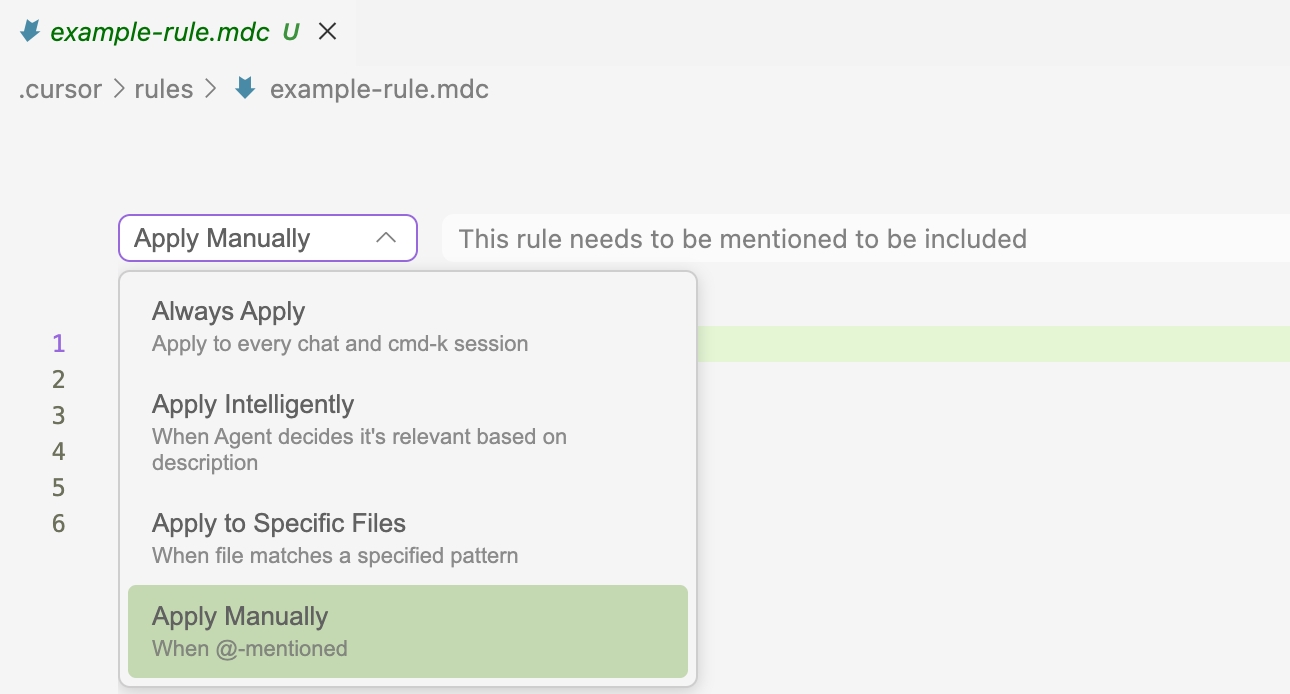 example-rule.mdc U
.cursor > rules > example-rule.mdc
Apply Manually
This rule needs to be mentioned to be included
Always Apply
Apply to every chat and cmd-k session
Apply Intelligently
When Agent decides it's relevant based on
description
Apply to Specific Files
When file matches a specified pattern
Apply Manually
When @-mentioned
1
2
3
4
5
6